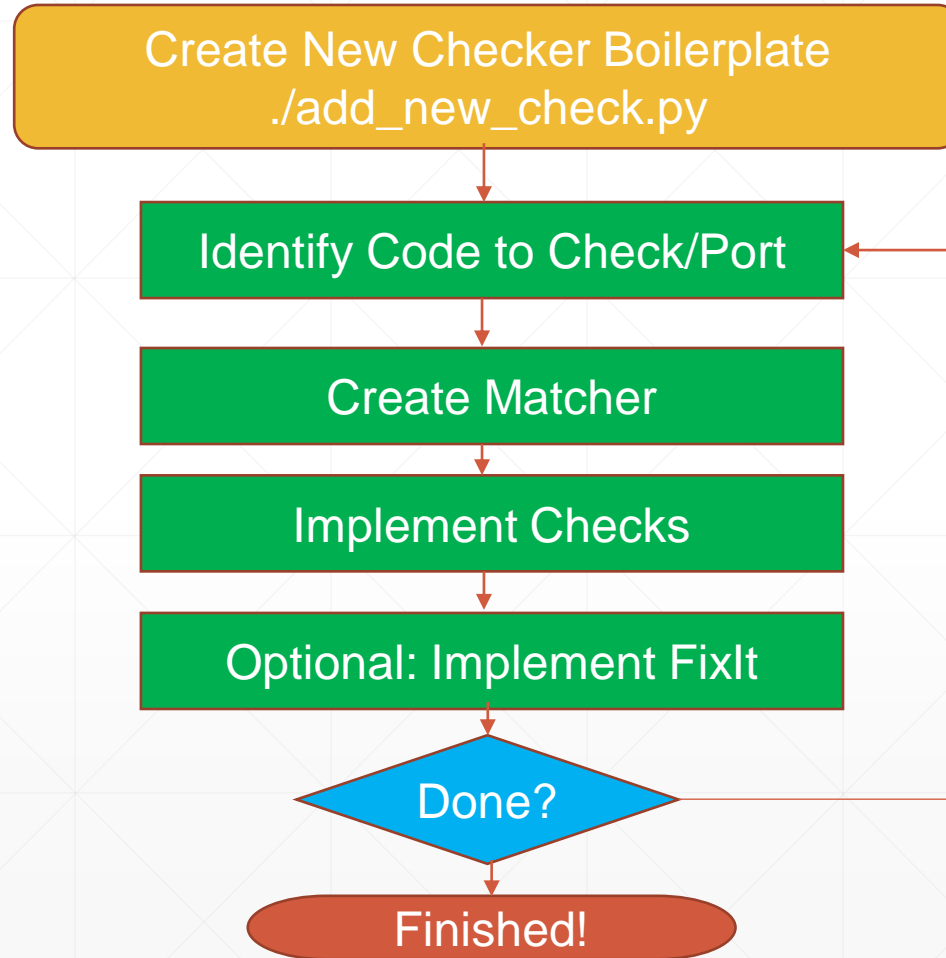 Create New Checker Boilerplate
./add_new_check.py
Identify Code to Check/Port
Create Matcher
Implement Checks
Optional: Implement FixIt
Done?
Finished!